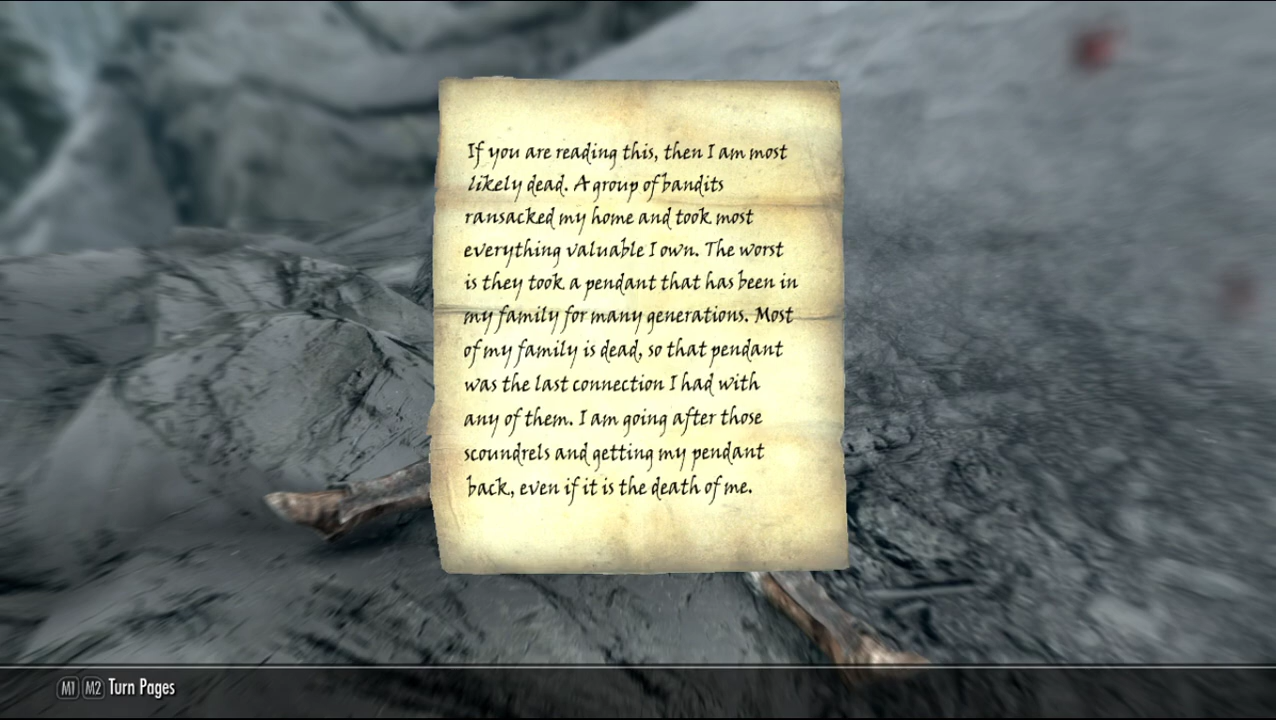 If you are reading this, then I am most
likely dead. A group of bandits
ransacked my home and took most
everything valuable I own. The worst
is they took a pendant that has been in
my family for many generations. Most
of my family is dead, so that pendant
was the last connection I had with
any of them. I am going after those
scoundrels and getting my pendant
back, even if it is the death of me.
M1 M2 Turn Pages